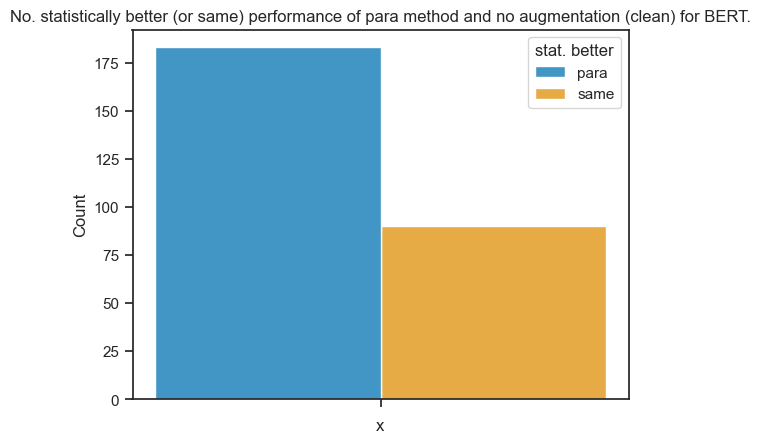 No. statistically better (or same) performance of para method and no augmentation (clean) for BERT.
stat. better
para
same
175
150
125
100
75
50
25
0
Count
x